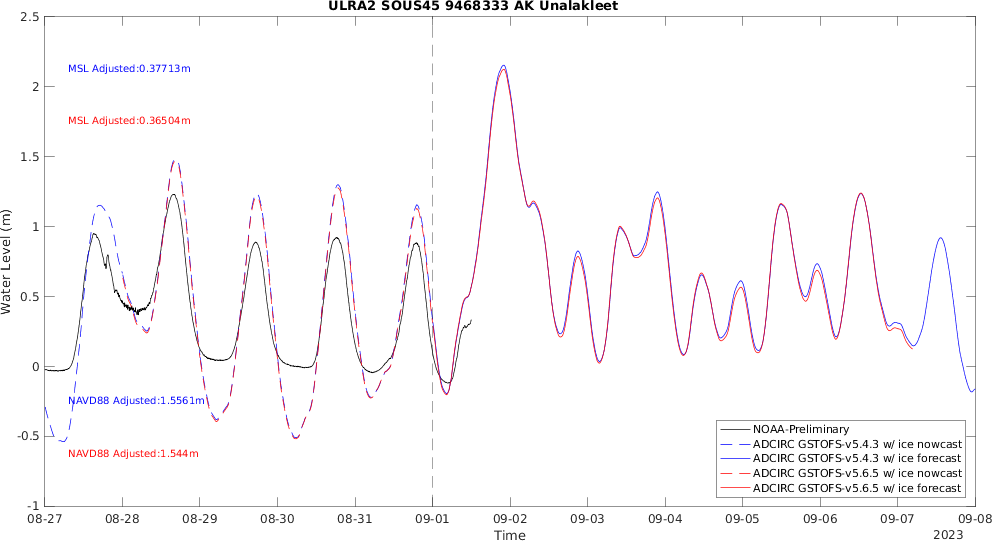 ULRA2 SOUS45 9468333 AK Unalakleet
2.5
2
1.5
1
0.5
0
-0.5
-1
Water Level (m)
MSL Adjusted:0.37713m
MSL Adjusted:0.36504m
NAVD88 Adjusted:1.5561m
NAVD88 Adjusted:1.544m
NOAA-Preliminary
ADCIRC GSTOFS-v5.4.3 w/ ice nowcast
ADCIRC GSTOFS-v5.4.3 w/ ice forecast
ADCIRC GSTOFS-v5.6.5 w/ ice nowcast
ADCIRC GSTOFS-v5.6.5 w/ ice forecast
08-27 08-28 08-29 08-30 08-31 09-01 09-02 09-03 09-04 09-05 09-06 09-07 09-08
Time
2023